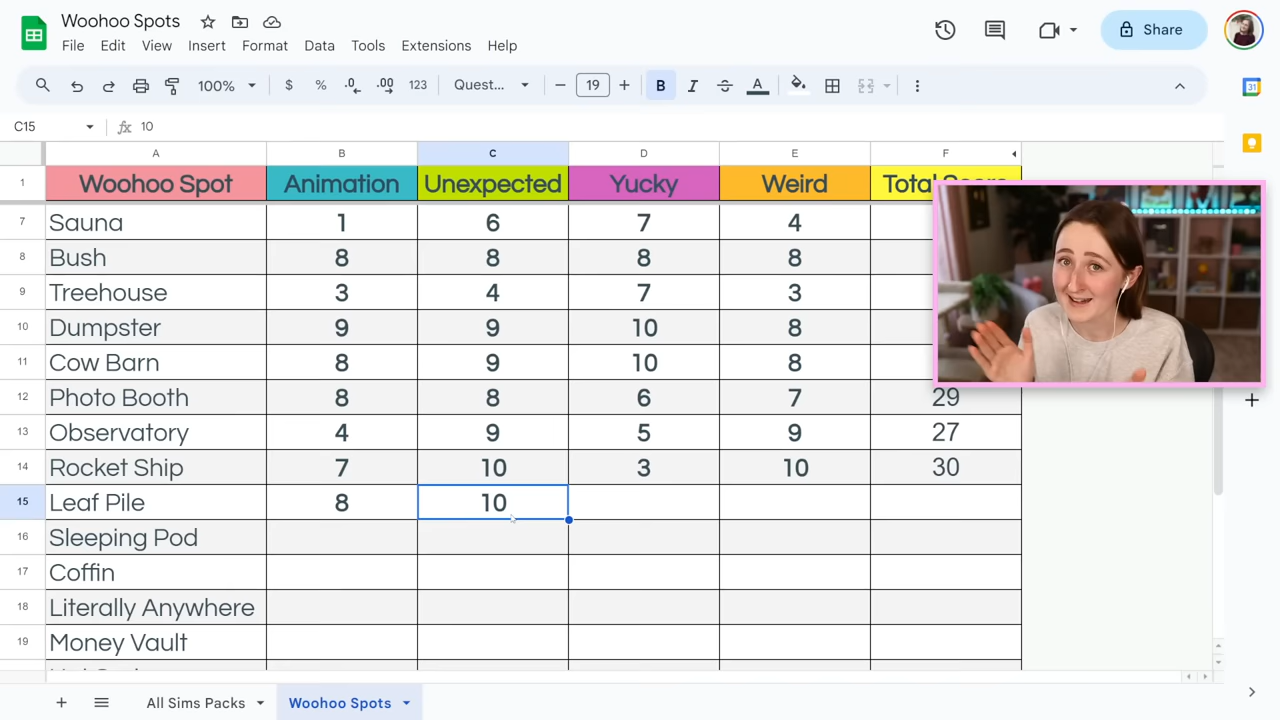 Woohoo Spots
File Edit View Insert Format Data Tools Extensions Help
Share
100% $ % .0 .00 123 Quest... 19 B I A
31
C15 fx 10
A B C D E F
1 Woohoo Spot Animation Unexpected Yucky Weird Total Score
7 Sauna 1 6 7 4
8 Bush 8 8 8 8
9 Treehouse 3 4 7 3
10 Dumpster 9 9 10 8
11 Cow Barn 8 9 10 8
12 Photo Booth 8 8 6 7 29
13 Observatory 4 9 5 9 27
14 Rocket Ship 7 10 3 10 30
15 Leaf Pile 8 10
16 Sleeping Pod
17 Coffin
18 Literally Anywhere
19 Money Vault
All Sims Packs Woohoo Spots